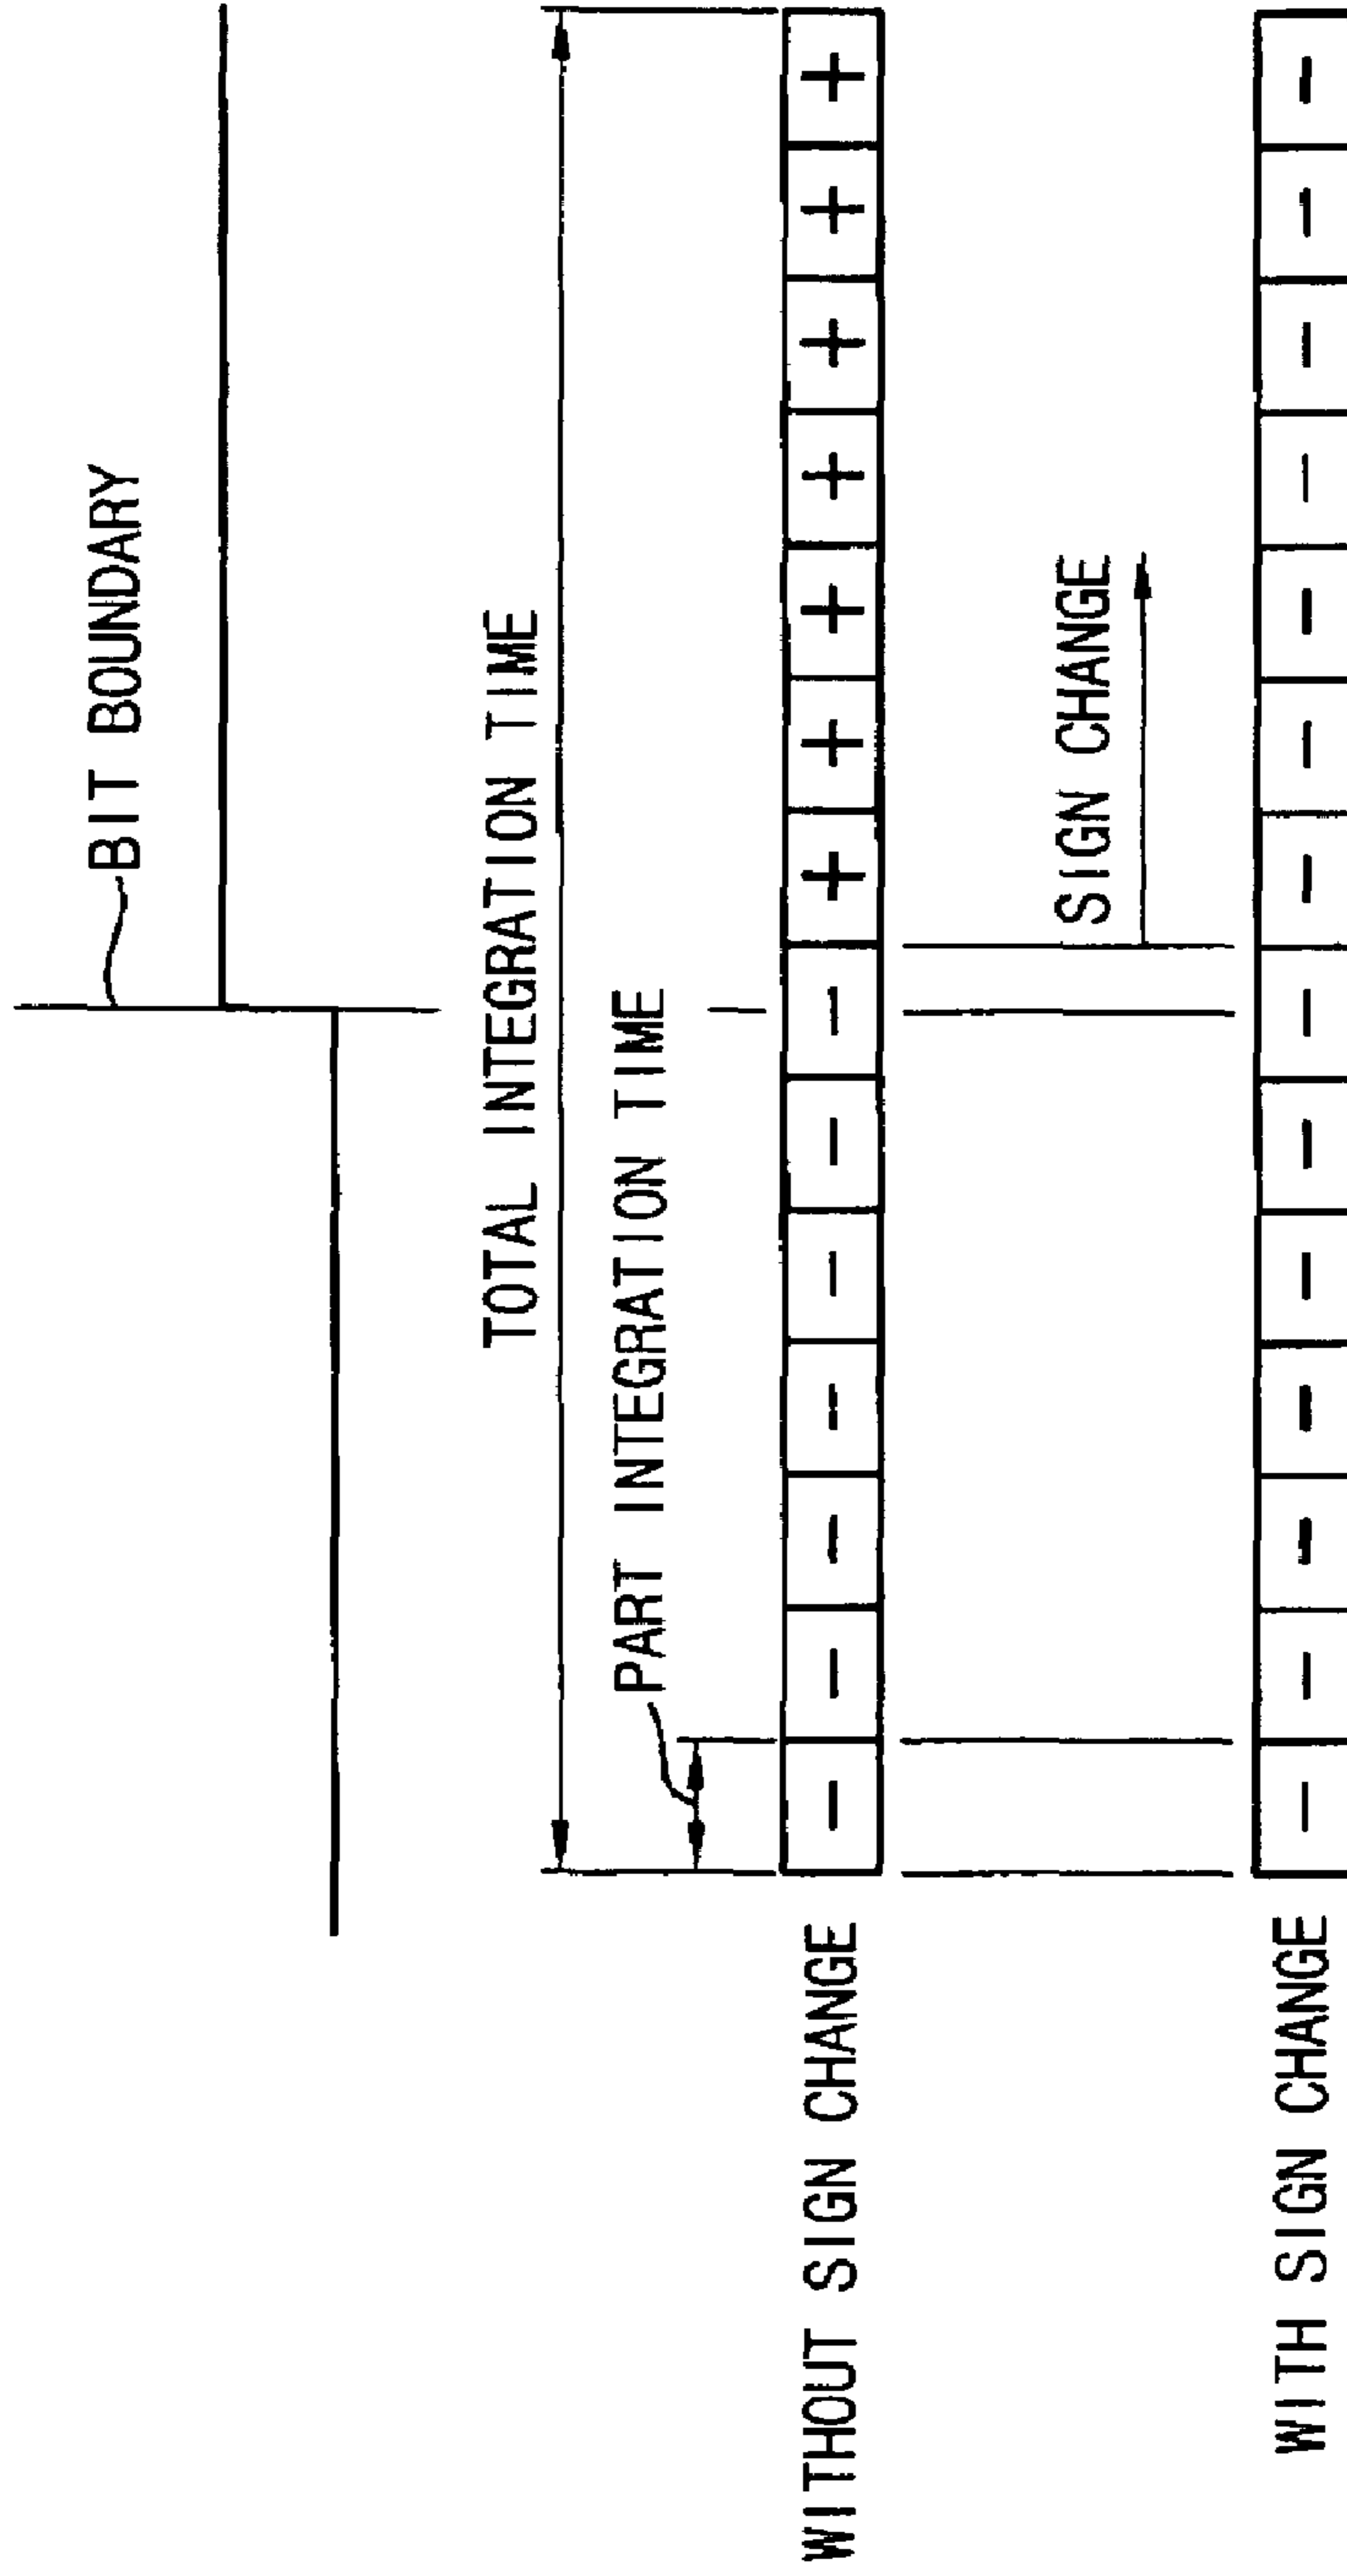 BIT BOUNDARY
TOTAL INTEGRATION TIME
PART INTEGRATION TIME
WITHOUT SIGN CHANGE
- - - - - - - + + + + + + +
SIGN CHANGE
WITH SIGN CHANGE
- - - - - - - - - - - - - -